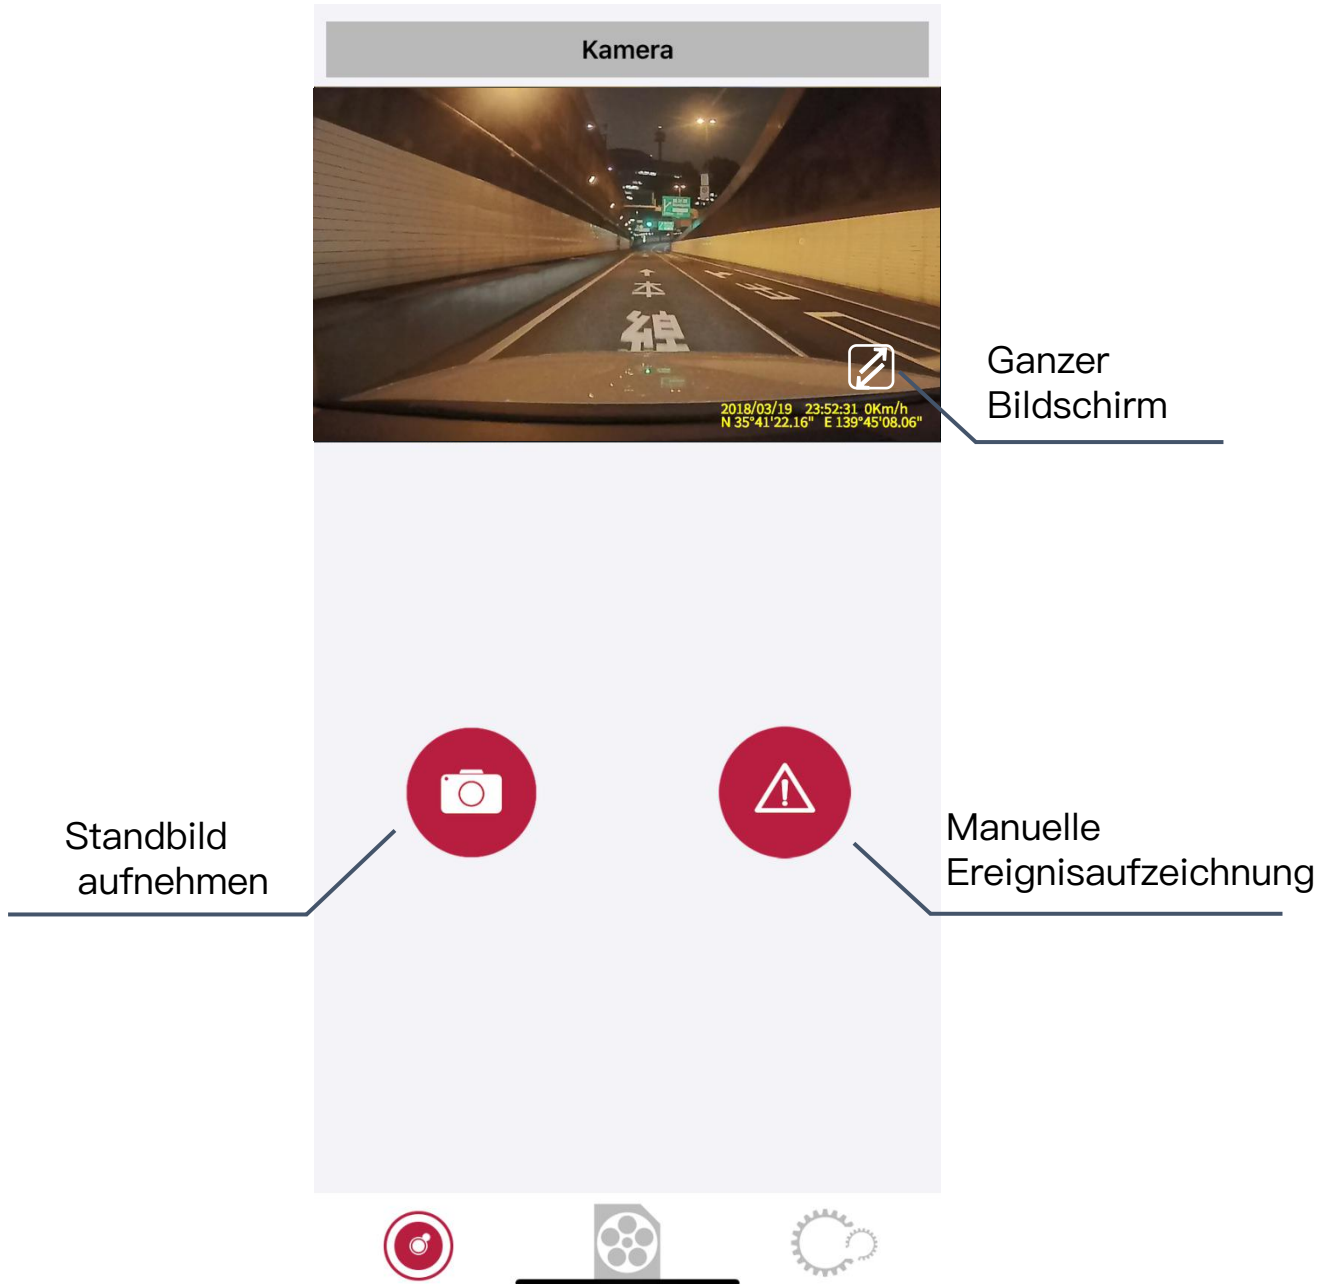 Kamera
本
線
2018/03/19 23:52:31 0Km/h
N 35°41'22.16" E 139°45'08.06"
Ganzer
Bildschirm
Standbild
aufnehmen
Manuelle
Ereignisaufzeichnung